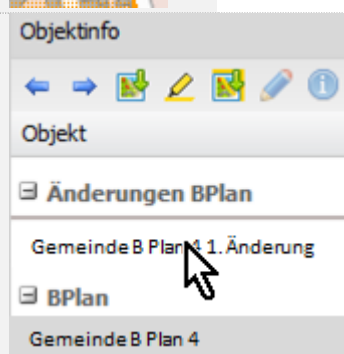 Objektinfo
Objekt
Änderungen BPlan
Gemeinde B Plan 4 1. Änderung
BPlan
Gemeinde B Plan 4